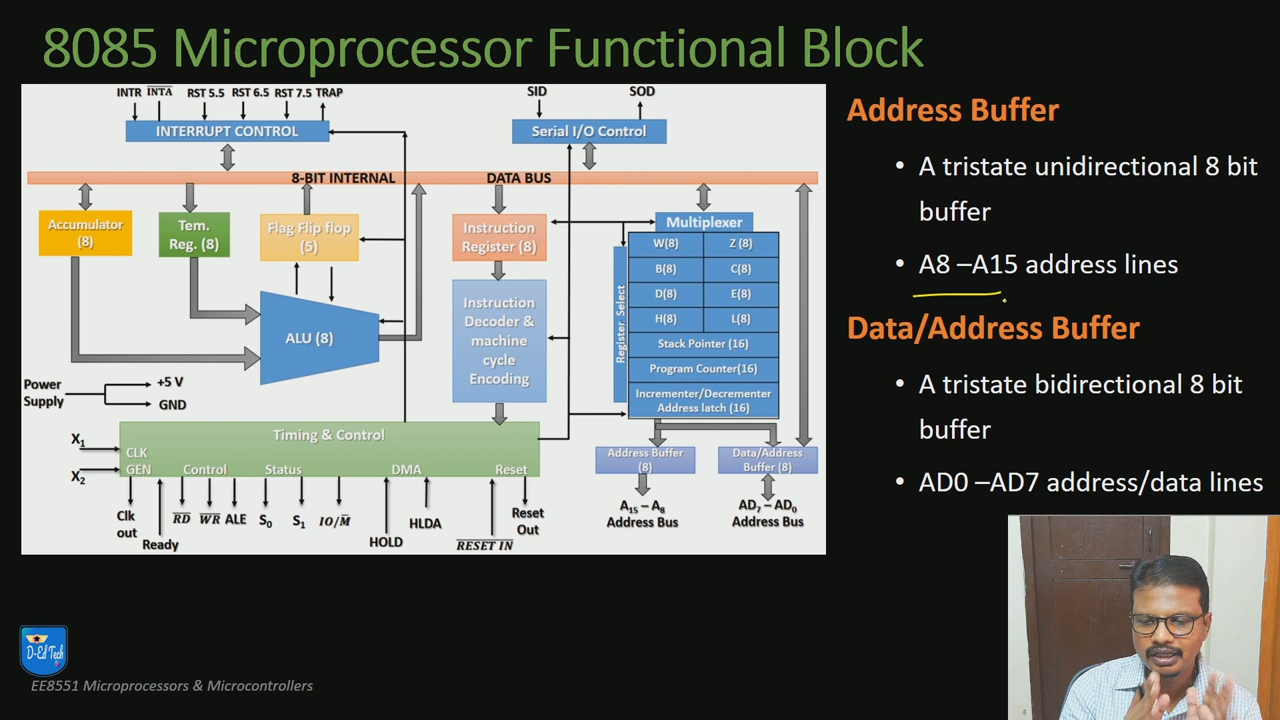 8085 Microprocessor Functional Block
INTR INTA RST 5.5 RST 6.5 RST 7.5 TRAP
SID SOD
INTERRUPT CONTROL
Serial I/O Control
8-BIT INTERNAL DATA BUS
Accumulator
(8)
Tem.
Reg. (8)
Flag Flip flop
(5)
Instruction
Register (8)
Multiplexer
W(8) Z (8)
B(8) C(8)
D(8) E(8)
H(8) L(8)
Stack Pointer (16)
Program Counter(16)
Incrementer/Decrementer
Address latch (16)
Register Select
ALU (8)
Instruction
Decoder &
machine
cycle
Encoding
Power
Supply
+5 V
GND
Timing & Control
X1
X2
CLK
GEN Control Status DMA Reset
Clk
out
Ready
RD WR ALE S0 S1 IO/M
HOLD
HLDA
RESET IN
Reset
Out
Address Buffer
(8)
Data/Address
Buffer (8)
A15 – A8
Address Bus
AD7 – AD0
Address Bus
Address Buffer
• A tristate unidirectional 8 bit
buffer
• A8 –A15 address lines
Data/Address Buffer
• A tristate bidirectional 8 bit
buffer
• AD0 –AD7 address/data lines
D-Ed Tech
EE8551 Microprocessors & Microcontrollers